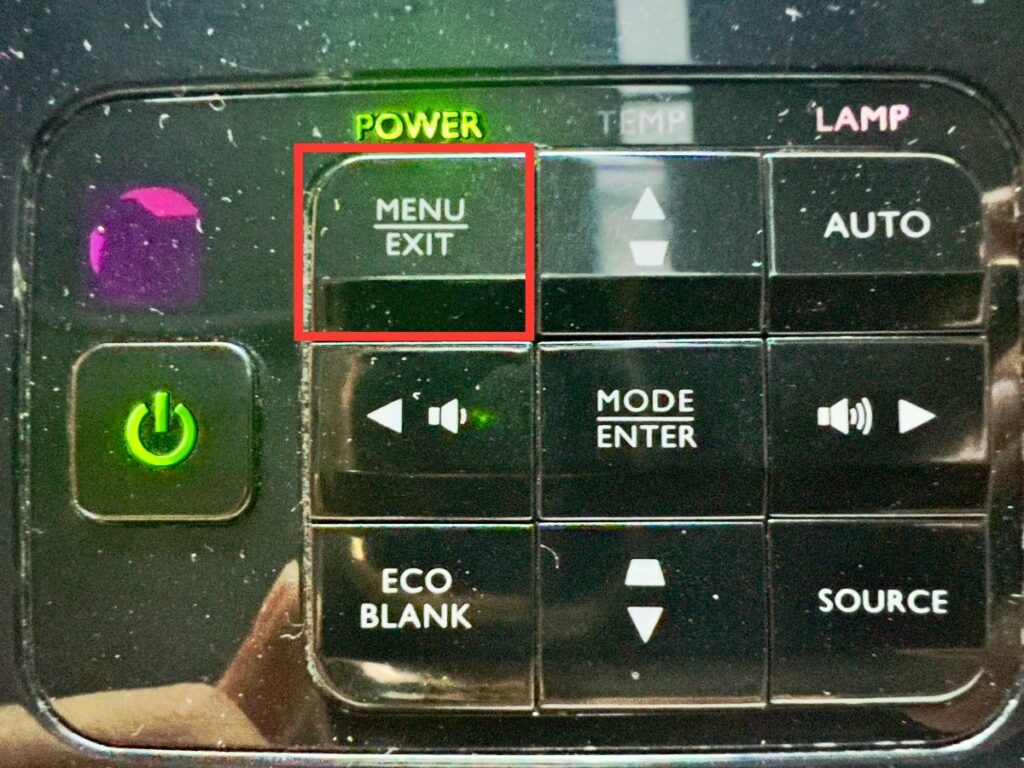 POWER TEMP LAMP
MENU
EXIT
AUTO
MODE
ENTER
ECO
BLANK
SOURCE